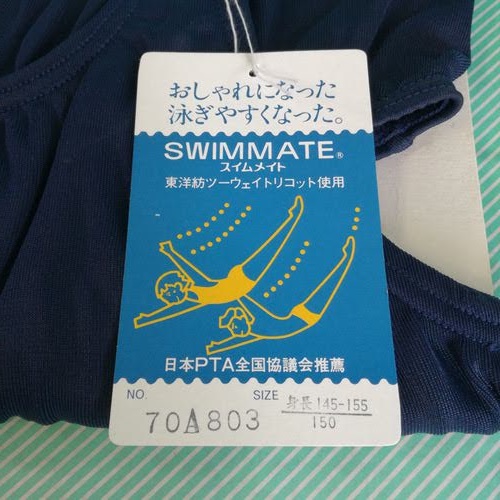 おしゃれになった
泳ぎやすくなった。
SWIMMATE®
スイムメイト
東洋紡ツーウェイトリコット使用
日本PTA全国協議会推薦
NO. SIZE 身長 145-155
70A803 150